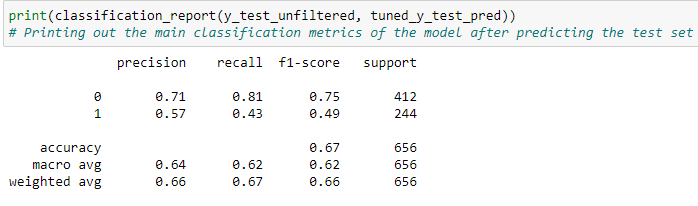 print(classification_report(y_test_unfiltered, tuned_y_test_pred))
# Printing out the main classification metrics of the model after predicting the test set
precision recall f1-score support
0 0.71 0.81 0.75 412
1 0.57 0.43 0.49 244
accuracy 0.67 656
macro avg 0.64 0.62 0.62 656
weighted avg 0.66 0.67 0.66 656